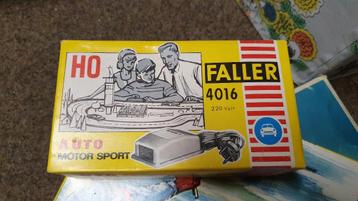 HO
FALLER
4016
220 Volt
AUTO
MOTOR SPORT